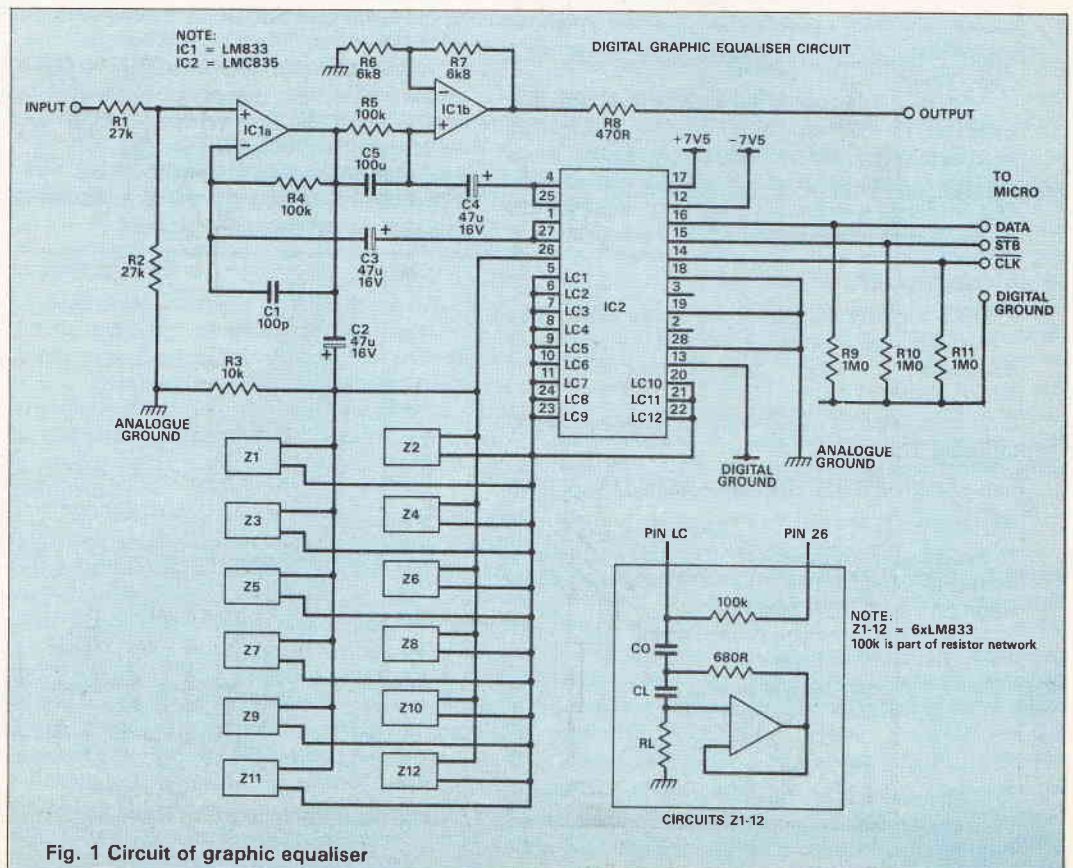 NOTE:
IC1 = LM833
IC2 = LMC835
DIGITAL GRAPHIC EQUALISER CIRCUIT
R6
6k8
R7
6k8
INPUT
R1
27k
+
IC1a
−
R5
100k
−
IC1b
+
R8
470R
OUTPUT
+7V5
−7V5
R4
100k
C5
100u
+
C4
47u
16V
+
C3
47u
16V
R2
27k
C1
100p
C2
47u
16V
+
R3
10k
ANALOGUE
GROUND
4
25
1
27
26
5
6
7
8
9
10
11
24
23
LC1
LC2
LC3
LC4
LC5
LC6
LC7
LC8
LC9
IC2
17
12
16
15
14
18
3
19
2
28
13
20
21
22
LC10
LC11
LC12
TO
MICRO
DATA
STB
CLK
DIGITAL
GROUND
R9
1M0
R10
1M0
R11
1M0
DIGITAL
GROUND
ANALOGUE
GROUND
Z1
Z2
Z3
Z4
Z5
Z6
Z7
Z8
Z9
Z10
Z11
Z12
PIN LC
PIN 26
100k
CO
680R
CL
RL
NOTE:
Z1-12 = 6xLM833
100k is part of resistor network
CIRCUITS Z1-12
Fig. 1 Circuit of graphic equaliser